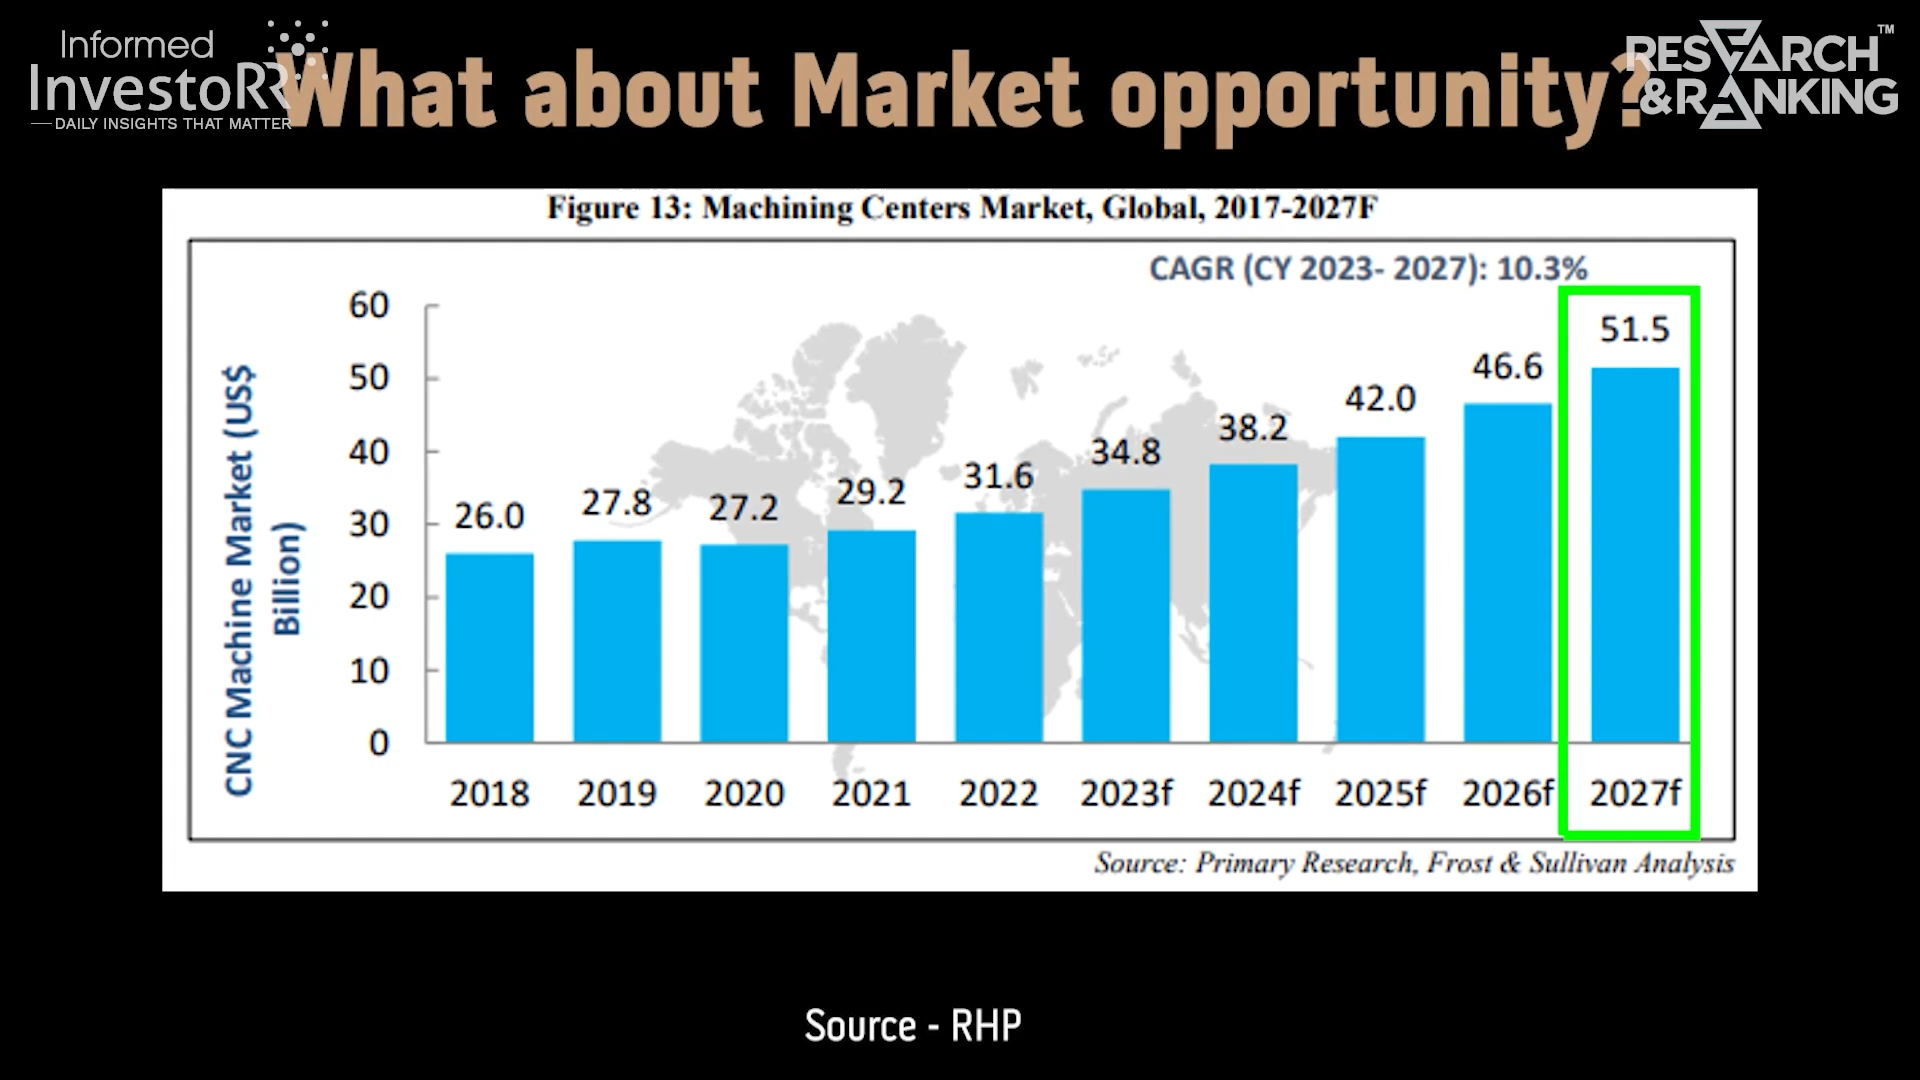 Informed
InvestoRR
DAILY INSIGHTS THAT MATTER
What about Market opportunity?
RESEARCH™
&RANKING
Figure 13: Machining Centers Market, Global, 2017-2027F
CAGR (CY 2023- 2027): 10.3%
CNC Machine Market (US$
Billion)
60
50
40
30
20
10
0
26.0
27.8
27.2
29.2
31.6
34.8
38.2
42.0
46.6
51.5
2018 2019 2020 2021 2022 2023f 2024f 2025f 2026f 2027f
Source: Primary Research, Frost & Sullivan Analysis
Source - RHP